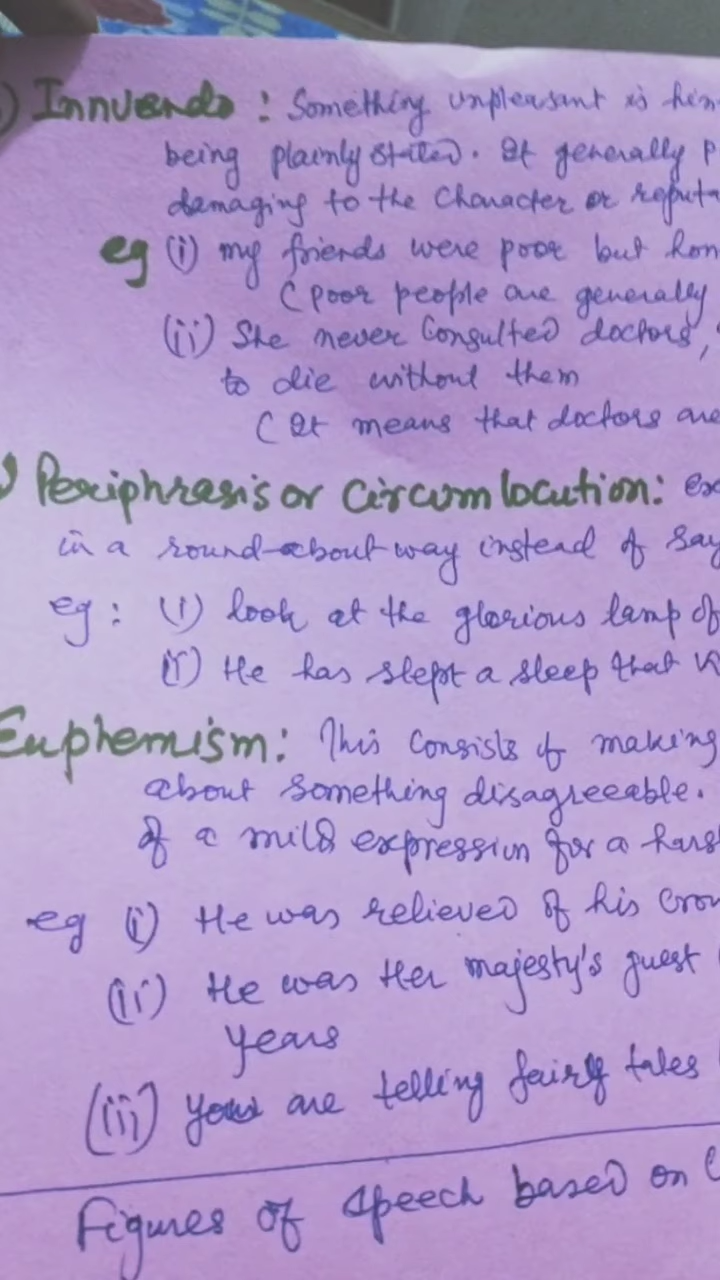 ) Innuendo : Something unpleasant is hin
being plainly stated. It generally p
damaging to the character or reputa
eg (i) my friends were poor but hon
( poor people are generally
(ii) She never consulted doctors,
to die without them
( It means that doctors are
) Periphrasis or Circumlocution: ex
in a round-about way instead of say
eg : (i) look at the glorious lamp of
(ii) He has slept a sleep that
Euphemism: This consists of making
about something disagreeable.
of a mild expression for a hars
eg (i) He was relieved of his crow
(ii) He was Her majesty's guest
years
(iii) you are telling fairy tales
Figures of speech based on